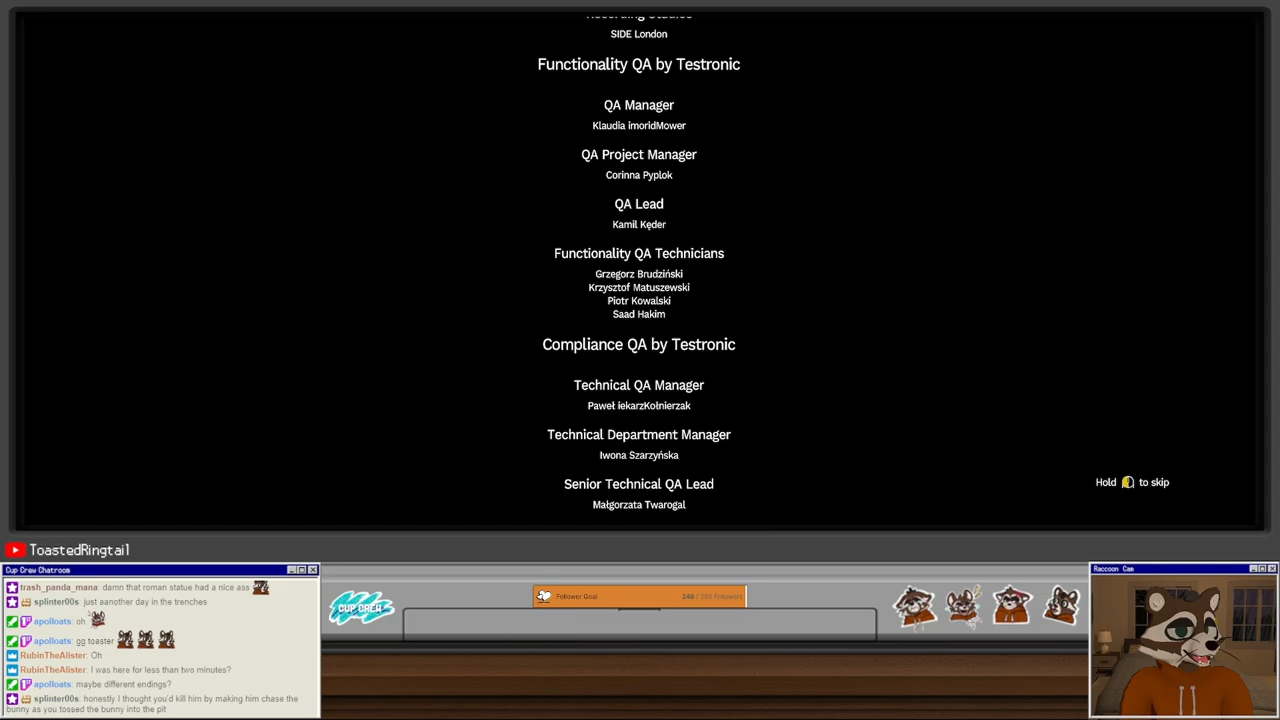 Recording Studios
SIDE London
Functionality QA by Testronic
QA Manager
Klaudia imoridMower
QA Project Manager
Corinna Pyplok
QA Lead
Kamil Kęder
Functionality QA Technicians
Grzegorz Brudziński
Krzysztof Matuszewski
Piotr Kowalski
Saad Hakim
Compliance QA by Testronic
Technical QA Manager
Paweł iekarzKołnierzak
Technical Department Manager
Iwona Szarzyńska
Senior Technical QA Lead
Małgorzata Twarogal
Hold to skip
ToastedRingtail
Cup Crew Chatroom
trash_panda_mana: damn that roman statue had a nice ass
splinter00s: just aanother day in the trenches
apolloats: oh
apolloats: gg toaster
RubinTheAlister: Oh
RubinTheAlister: I was here for less than two minutes?
apolloats: maybe different endings?
splinter00s: honestly I thought you'd kill him by making him chase the
bunny as you tossed the bunny into the pit
CUP CREW
Follower Goal
248 / 250 Followers
Raccoon Cam